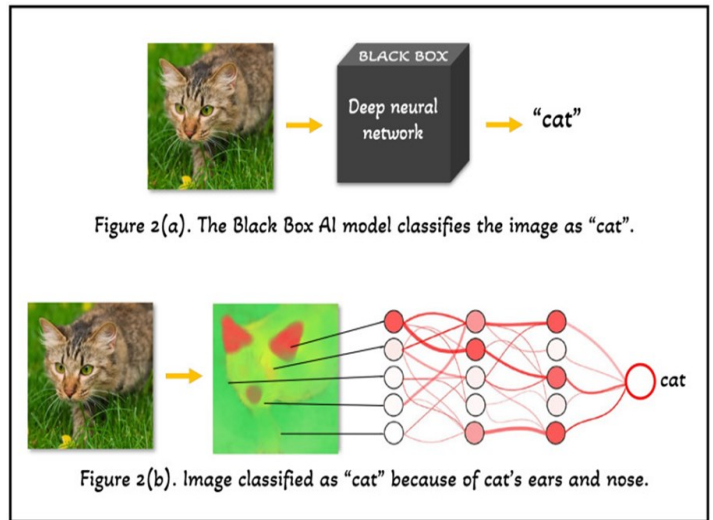 BLACK BOX
Deep neural
network
“cat”
Figure 2(a). The Black Box AI model classifies the image as “cat”.
cat
Figure 2(b). Image classified as “cat” because of cat's ears and nose.